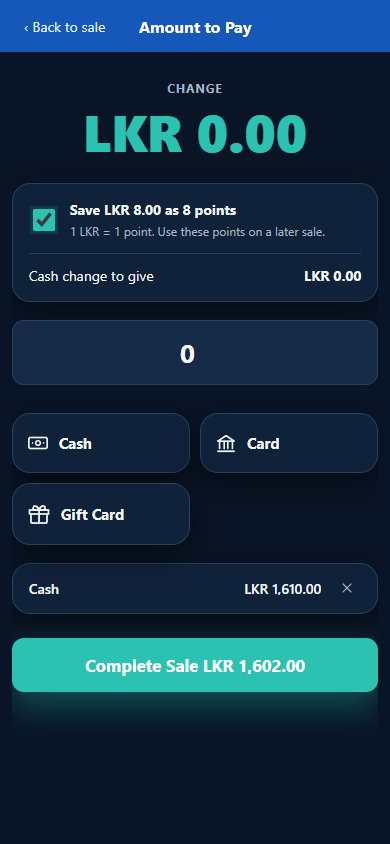 ‹ Back to sale
Amount to Pay
CHANGE
LKR 0.00
Save LKR 8.00 as 8 points
1 LKR = 1 point. Use these points on a later sale.
Cash change to give LKR 0.00
0
Cash
Card
Gift Card
Cash LKR 1,610.00 ×
Complete Sale LKR 1,602.00